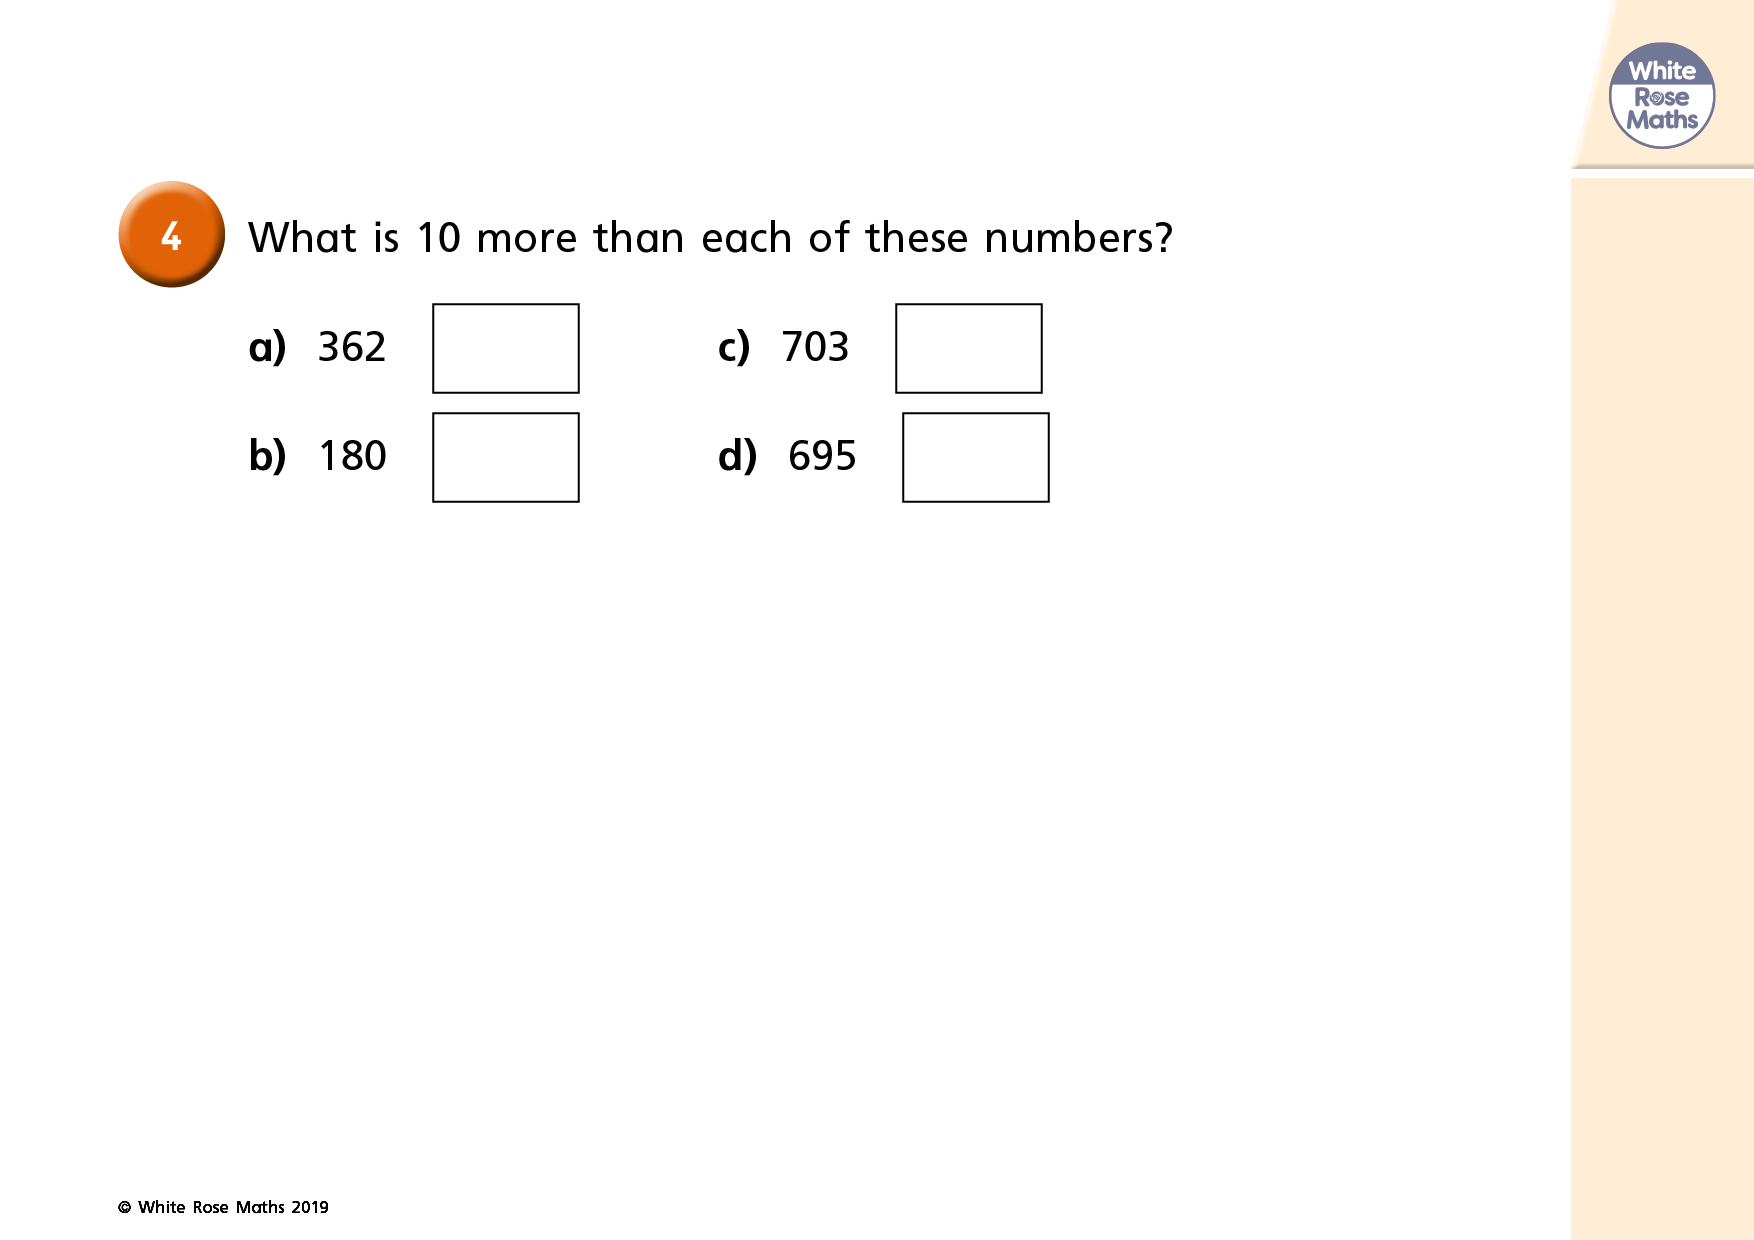 White
Rose
Maths
4 What is 10 more than each of these numbers?
a) 362 c) 703
b) 180 d) 695
© White Rose Maths 2019